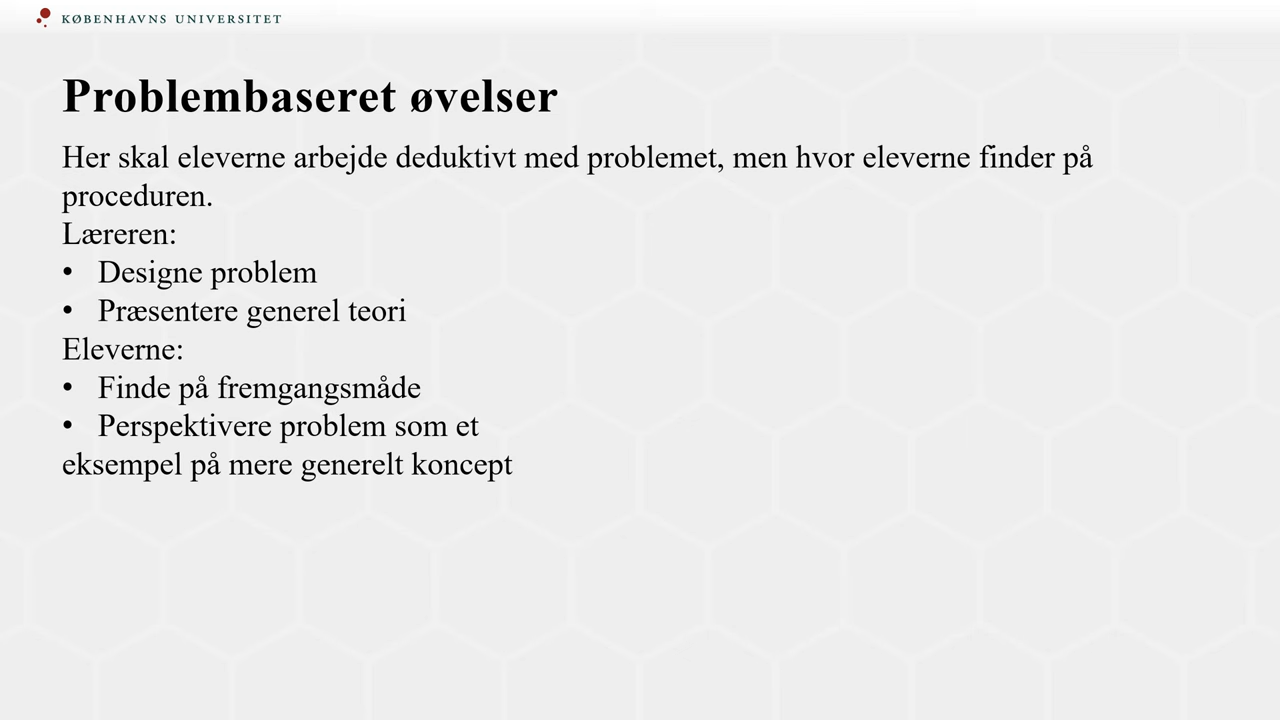 KØBENHAVNS UNIVERSITET
Problembaseret øvelser
Her skal eleverne arbejde deduktivt med problemet, men hvor eleverne finder på
proceduren.
Læreren:
• Designe problem
• Præsentere generel teori
Eleverne:
• Finde på fremgangsmåde
• Perspektivere problem som et
eksempel på mere generelt koncept